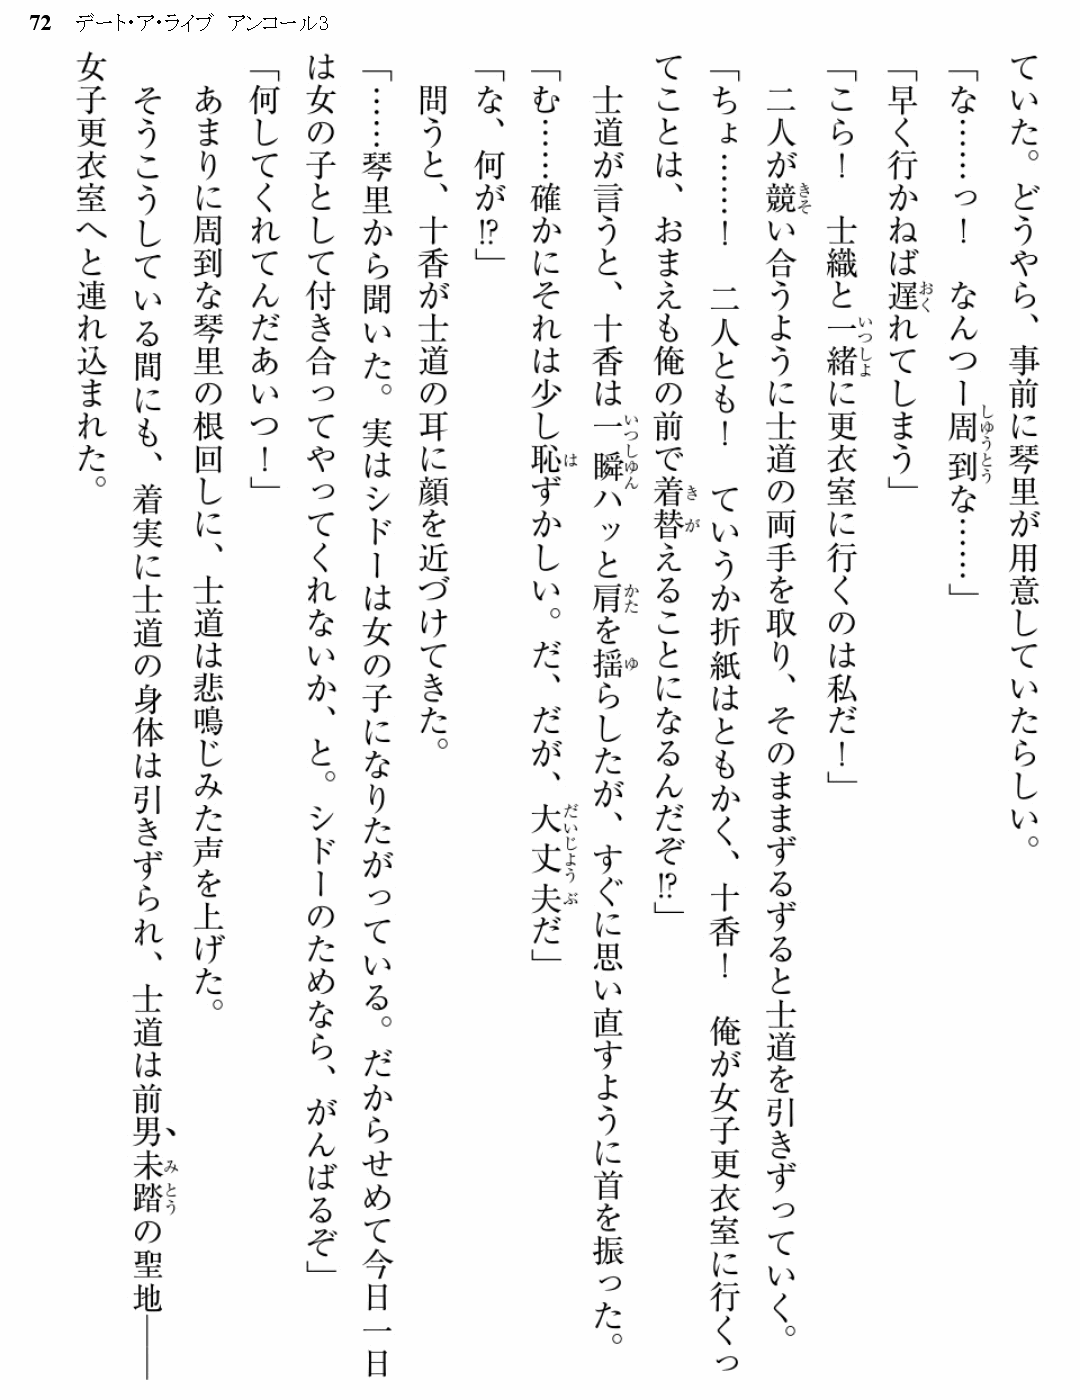 72 デート・ア・ライブ アンコール3
ていた。どうやら、事前に琴里が用意していたらしい。
「な……っ！　なんつー周到な……」
「早く行かねば遅れてしまう」
「こら！　士織と一緒に更衣室に行くのは私だ！」
　二人が競い合うように士道の両手を取り、そのままずるずると士道を引きずっていく。
「ちょ……！　二人とも！　ていうか折紙はともかく、十香！　俺が女子更衣室に行くっ
てことは、おまえも俺の前で着替えることになるんだぞ!?」
　士道が言うと、十香は一瞬ハッと肩を揺らしたが、すぐに思い直すように首を振った。
「む……確かにそれは少し恥ずかしい。だ、だが、大丈夫だ」
「な、何が!?」
　問うと、十香が士道の耳に顔を近づけてきた。
「……琴里から聞いた。実はシドーは女の子になりたがっている。だからせめて今日一日
は女の子として付き合ってやってくれないか、と。シドーのためなら、がんばるぞ」
「何してくれてんだあいつ！」
　あまりに周到な琴里の根回しに、士道は悲鳴じみた声を上げた。
　そうこうしている間にも、着実に士道の身体は引きずられ、士道は前男未踏の聖地――
女子更衣室へと連れ込まれた。